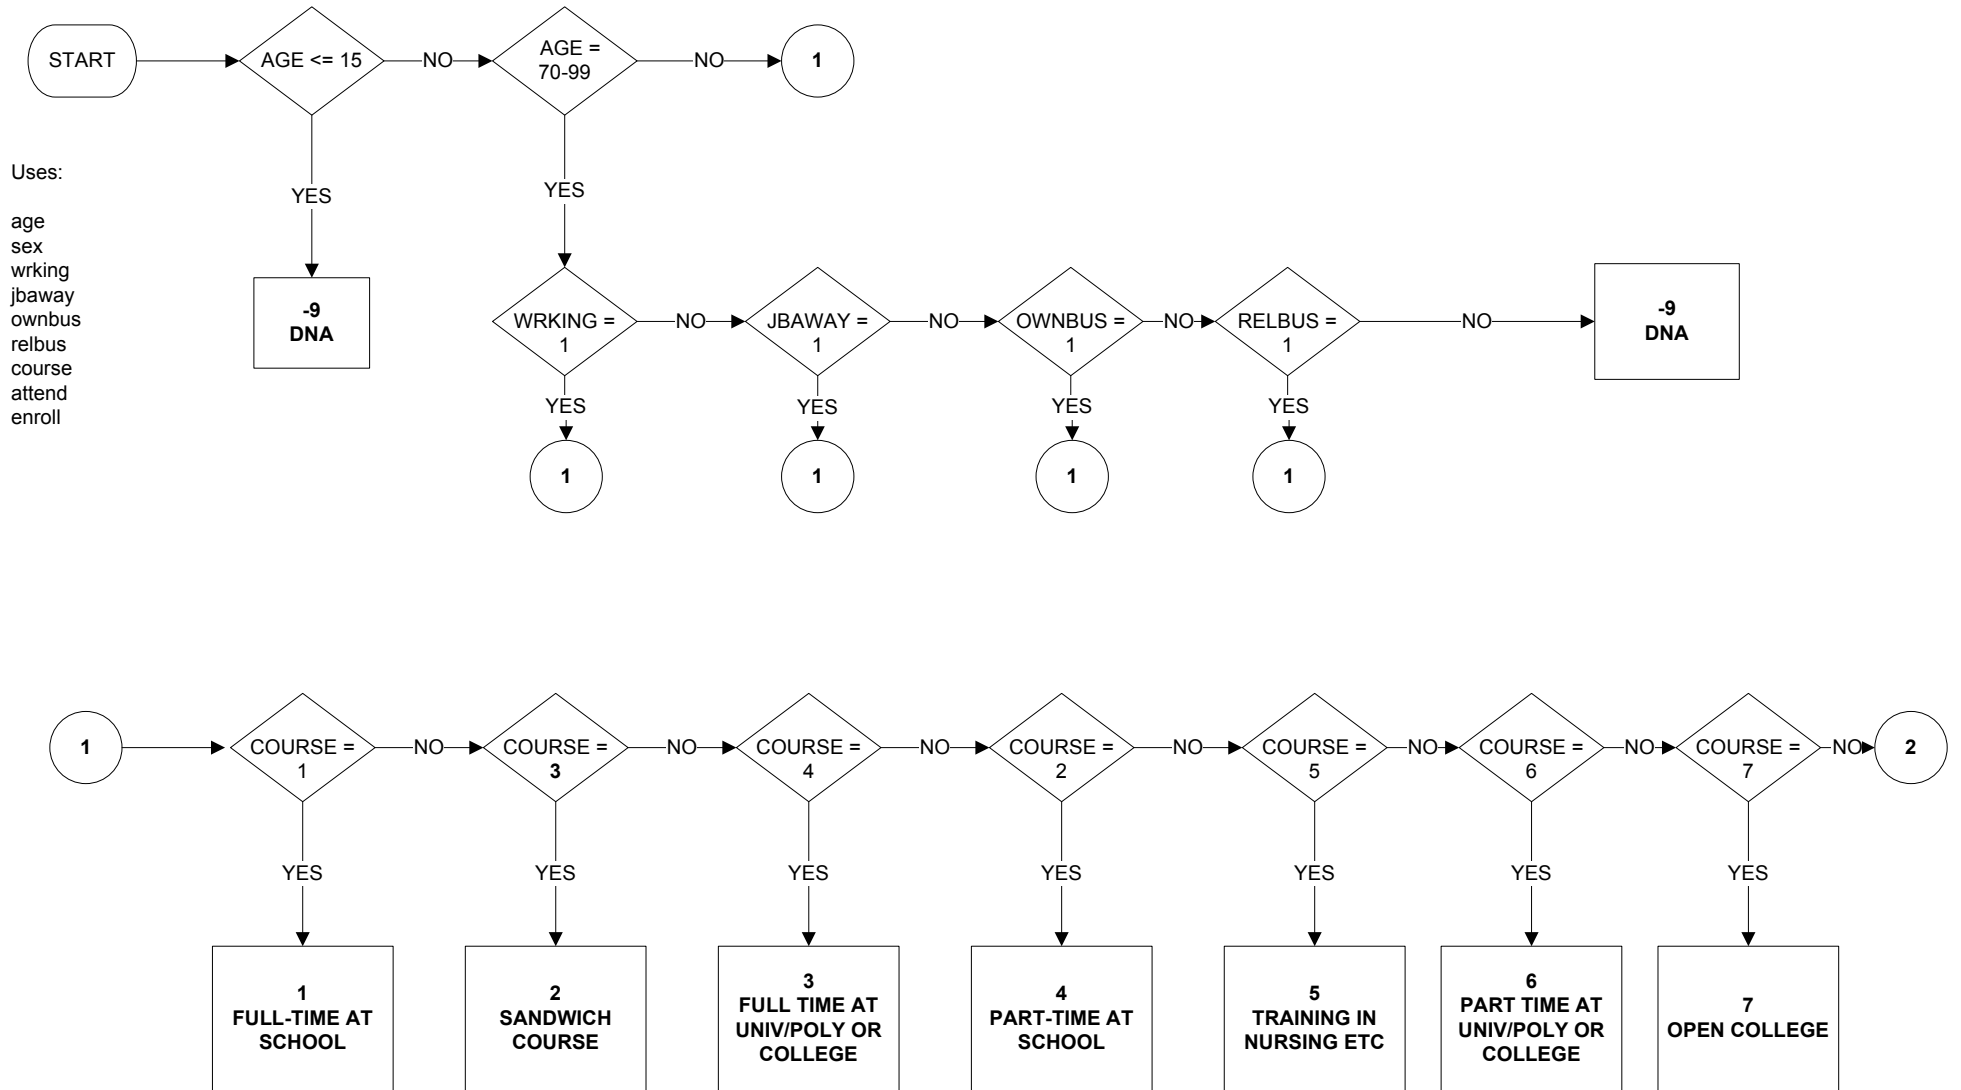 START
AGE <= 15
NO
AGE =
70-99
NO
1
Uses:
YES
YES
age
sex
wrking
jbaway
ownbus
relbus
course
attend
enroll
-9
DNA
WRKING =
1
NO
JBAWAY =
1
NO
OWNBUS =
1
NO
RELBUS =
1
NO
-9
DNA
YES
YES
YES
YES
1
1
1
1
1
COURSE =
1
NO
COURSE =
3
NO
COURSE =
4
NO
COURSE =
2
NO
COURSE =
5
NO
COURSE =
6
NO
COURSE =
7
NO
2
YES
YES
YES
YES
YES
YES
YES
1
FULL-TIME AT
SCHOOL
2
SANDWICH
COURSE
3
FULL TIME AT
UNIV/POLY OR
COLLEGE
4
PART-TIME AT
SCHOOL
5
TRAINING IN
NURSING ETC
6
PART TIME AT
UNIV/POLY OR
COLLEGE
7
OPEN COLLEGE